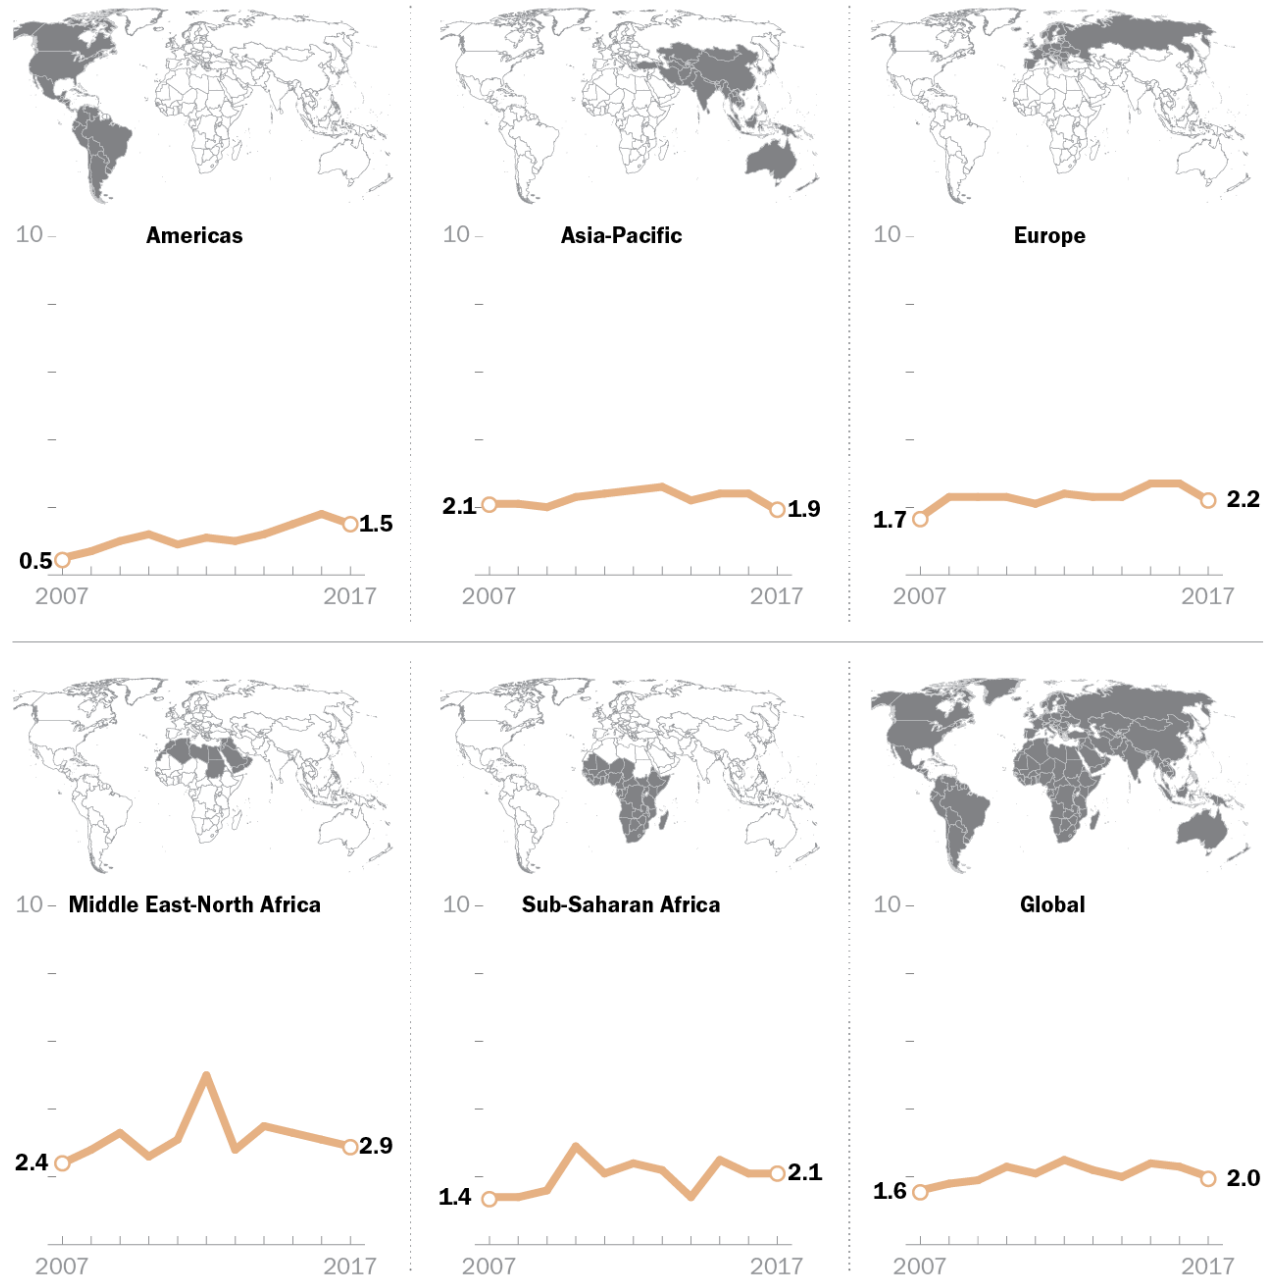 10 Americas
0.5 1.5
2007 2017
10 Asia-Pacific
2.1 1.9
2007 2017
10 Europe
1.7 2.2
2007 2017
10 Middle East-North Africa
2.4 2.9
2007 2017
10 Sub-Saharan Africa
1.4 2.1
2007 2017
10 Global
1.6 2.0
2007 2017